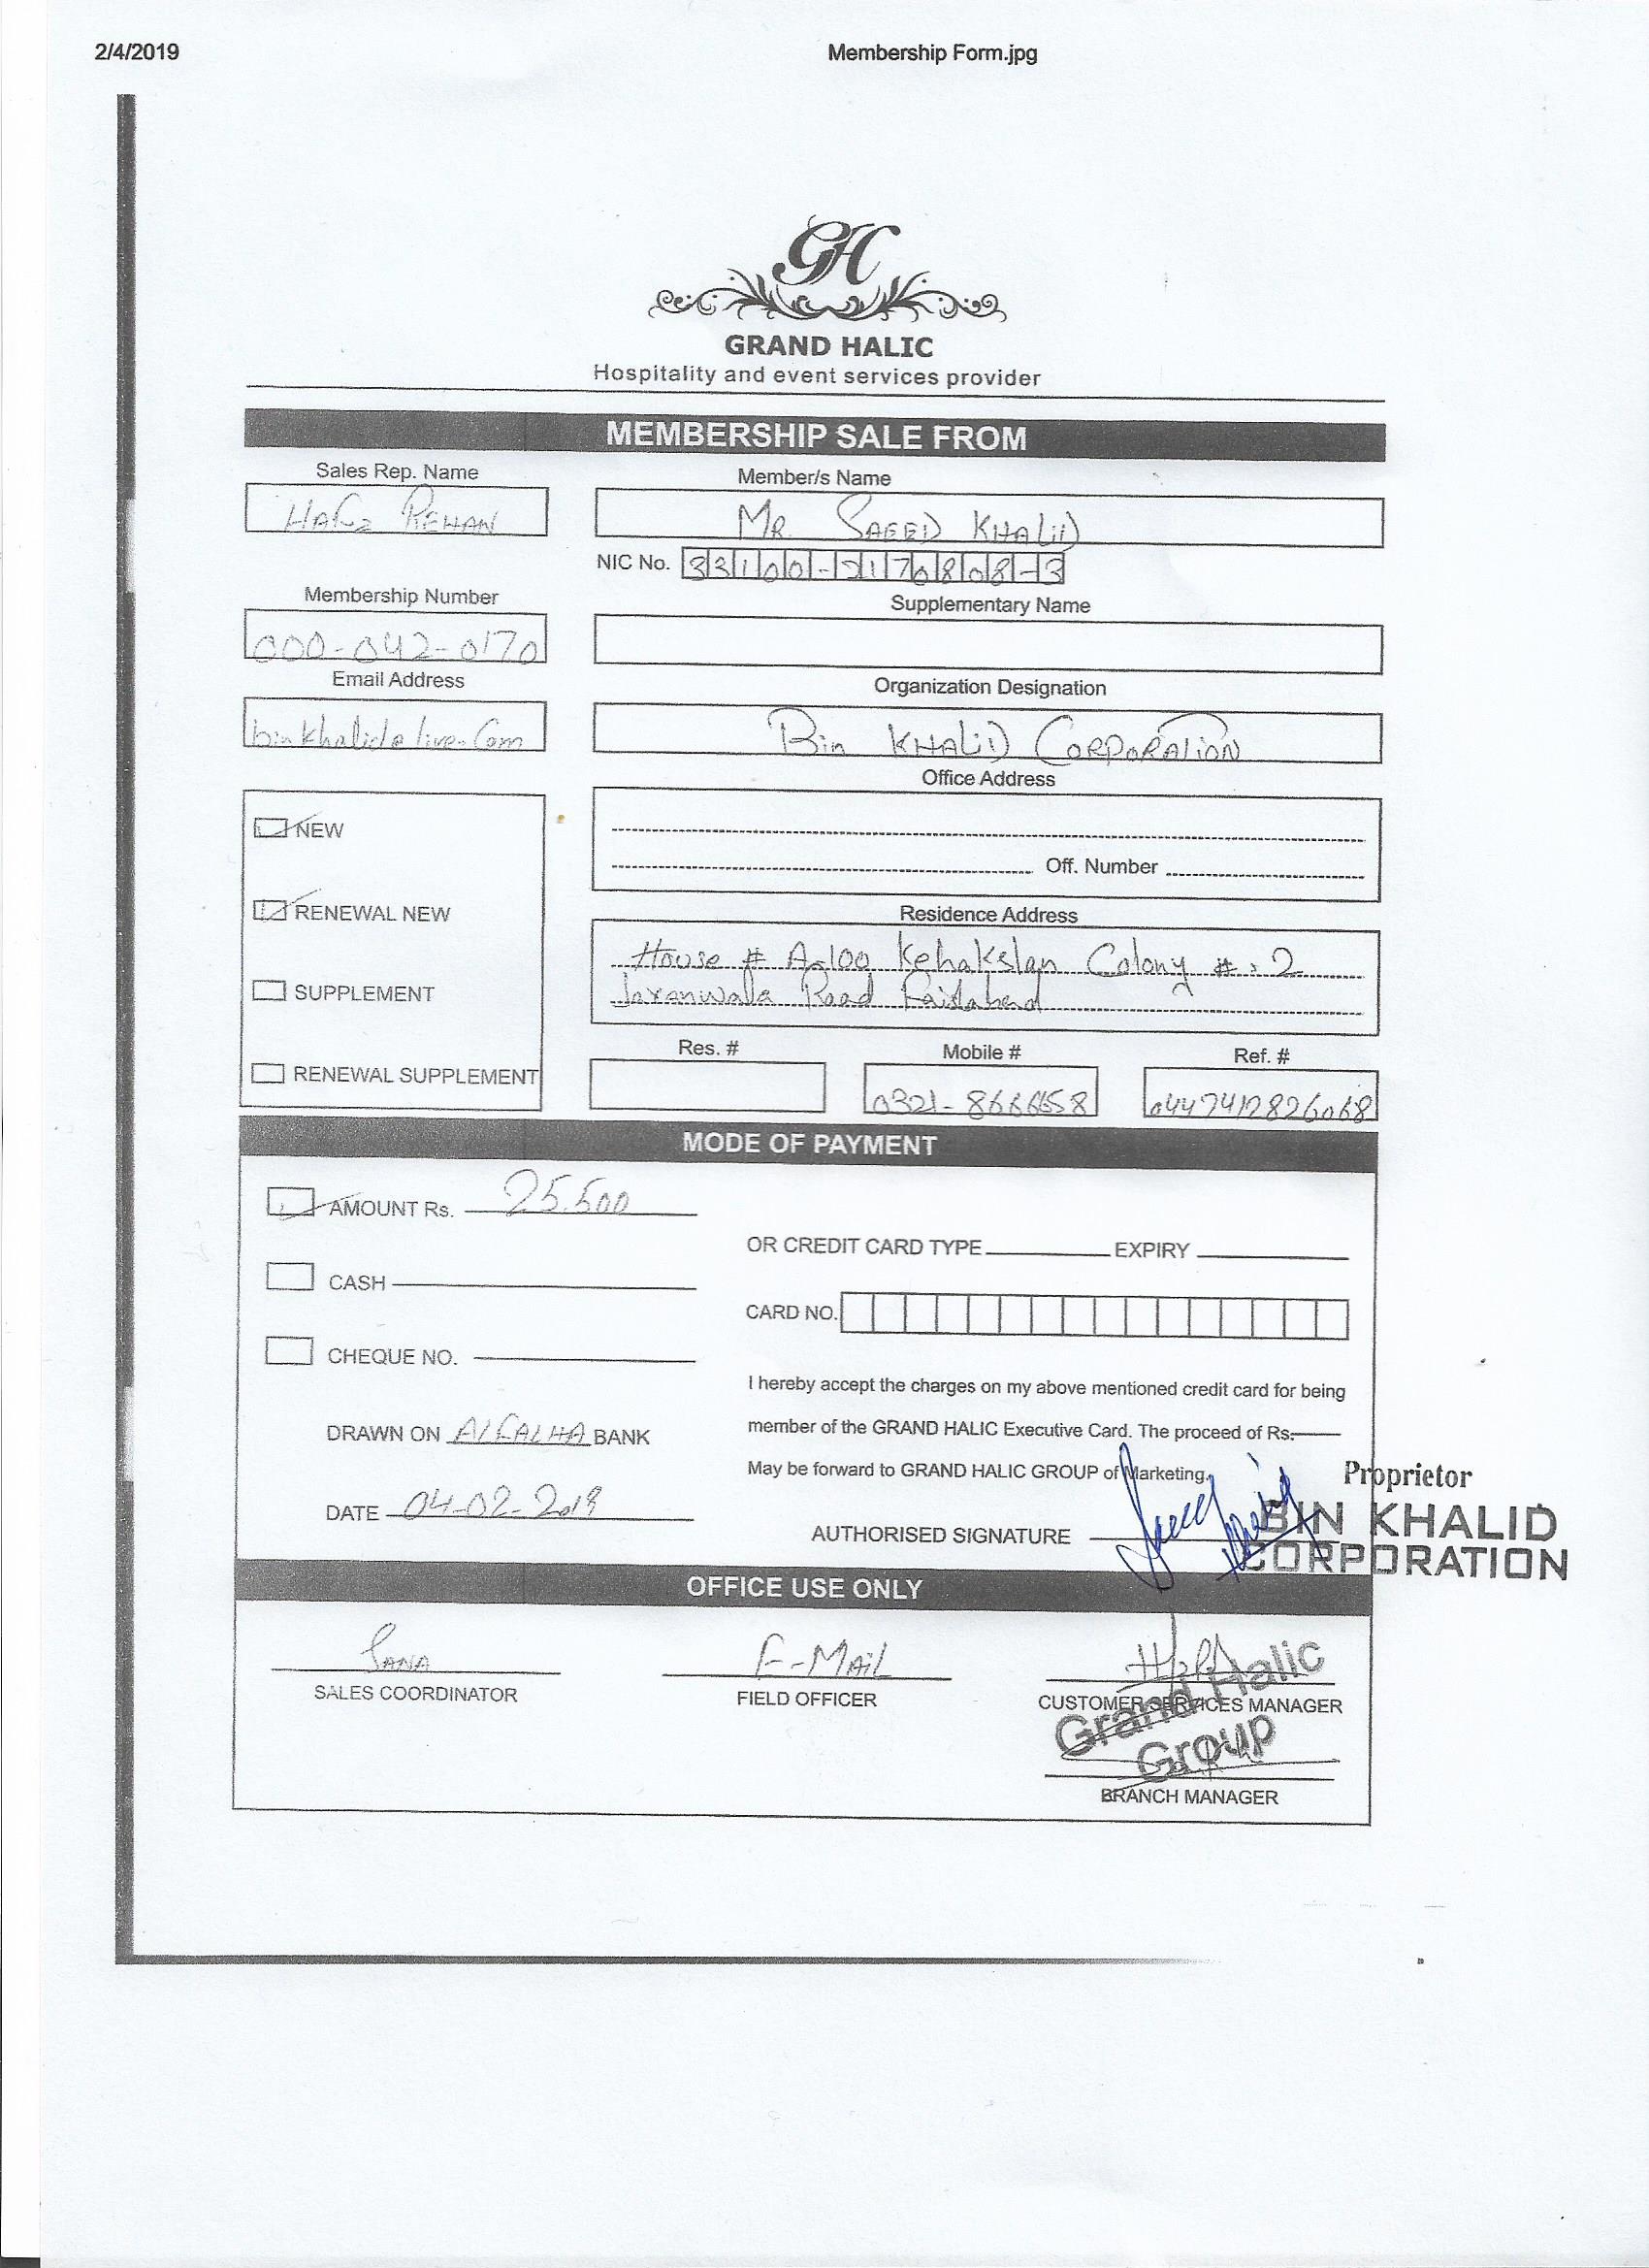 2/4/2019
Membership Form.jpg
GH
GRAND HALIC
Hospitality and event services provider
MEMBERSHIP SALE FROM
Sales Rep. Name
Member/s Name
HAFZ REHAN
MR. SAEED KHALID
NIC No. 33100-2170808-3
Membership Number
Supplementary Name
000-042-0170
Email Address
Organization Designation
binkhalid@live.com
Bin KHALID CORPORATION
Office Address
NEW
Off. Number
RENEWAL NEW
Residence Address
House # A-100 Kehakslan Colony #: 2
SUPPLEMENT
Jaranwala Road
Res. #
Mobile #
Ref. #
RENEWAL SUPPLEMENT
0321-8666658
0447412826068
MODE OF PAYMENT
AMOUNT Rs. 25.500
OR CREDIT CARD TYPE EXPIRY
CASH
CARD NO.
CHEQUE NO.
I hereby accept the charges on my above mentioned credit card for being
DRAWN ON ALFALHA BANK
member of the GRAND HALIC Executive Card. The proceed of Rs.
May be forward to GRAND HALIC GROUP of Marketing.
Proprietor
DATE 04-02-2019
AUTHORISED SIGNATURE
BIN KHALID
CORPORATION
OFFICE USE ONLY
SANA
E-MAIL
SALES COORDINATOR
FIELD OFFICER
CUSTOMER SERVICES MANAGER
Grand Halic
Group
BRANCH MANAGER